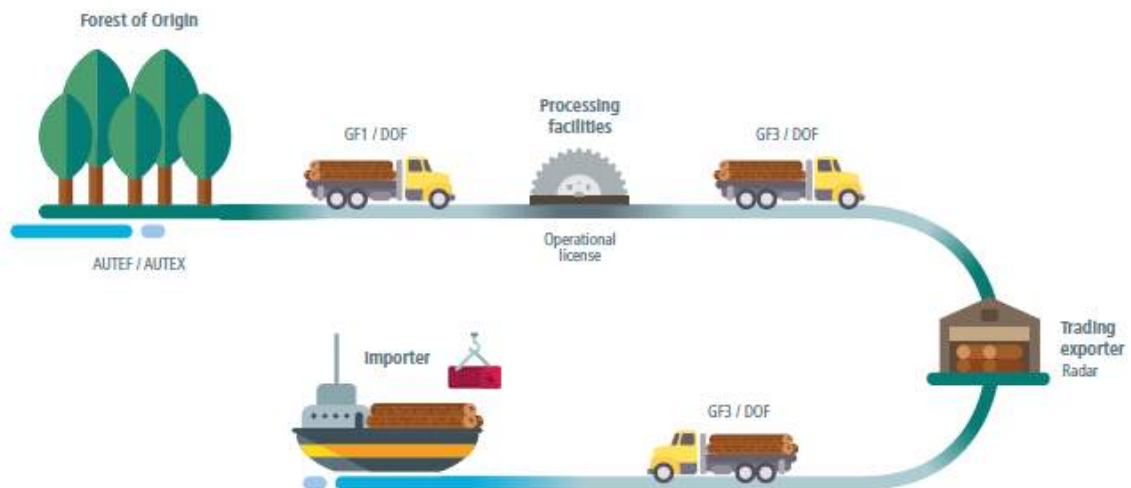 Forest of Origin
GF1 / DOF
Processing
facilities
GF3 / DOF
Operational
license
AUTEF / AUTEX
Trading
exporter
Radar
Importer
GF3 / DOF